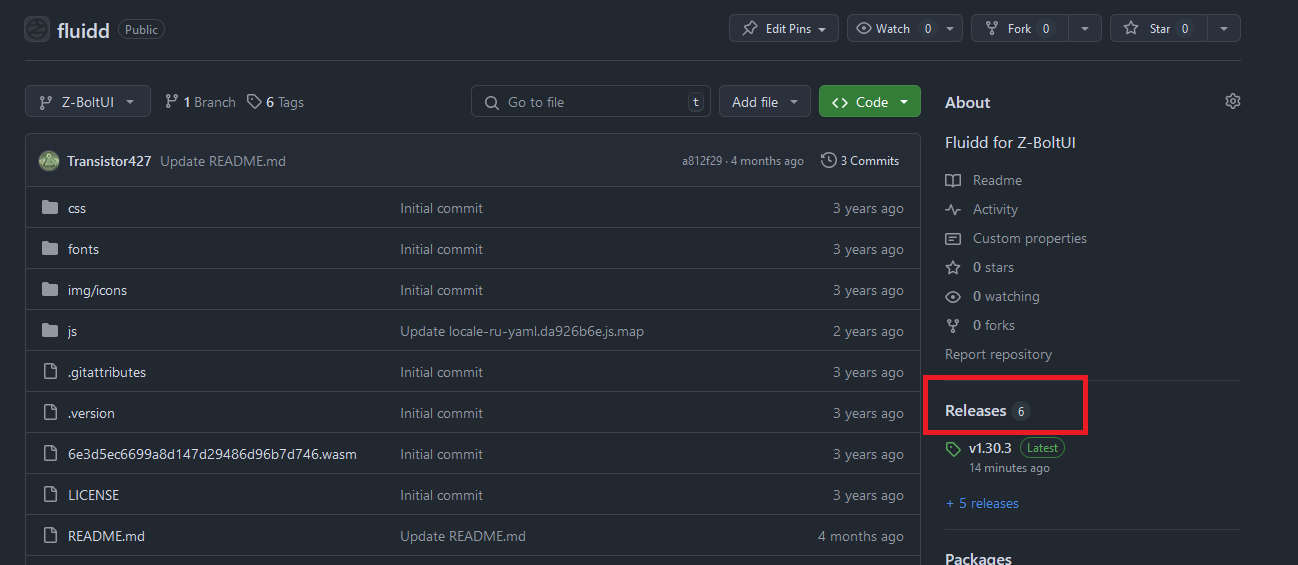 fluidd Public Edit Pins Watch 0 Fork 0 Star 0
Z-BoltUI 1 Branch 6 Tags Go to file t Add file Code
About
Fluidd for Z-BoltUI
Transistor427 Update README.md a812f29 · 4 months ago 3 Commits
Readme
css Initial commit 3 years ago
Activity
fonts Initial commit 3 years ago
Custom properties
img/icons Initial commit 3 years ago
0 stars
0 watching
js Update locale-ru-yaml.da926b6e.js.map 2 years ago
0 forks
Report repository
.gitattributes Initial commit 3 years ago
.version Initial commit 3 years ago
Releases 6
6e3d5ec6699a8d147d29486d96b7d746.wasm Initial commit 3 years ago
v1.30.3 Latest
14 minutes ago
LICENSE Initial commit 3 years ago
+ 5 releases
README.md Update README.md 4 months ago
Packages